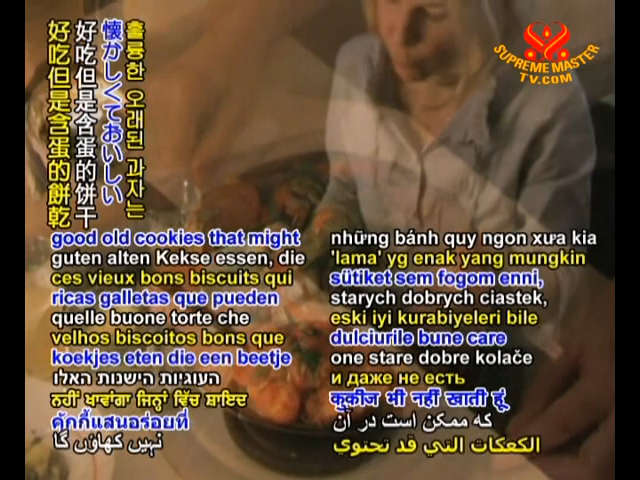 好吃但是含蛋的餅乾
好吃但是含蛋的饼干
懐かしくておいしい
훌륭한 오래된 과자는
SUPREME MASTER
TV.COM
good old cookies that might
guten alten Kekse essen, die
ces vieux bons biscuits qui
ricas galletas que pueden
quelle buone torte che
velhos biscoitos bons que
koekjes eten die een beetje
העוגיות הישנות האלו
ਨਹੀਂ ਖਾਵਾਂਗਾ ਜਿਨ੍ਹਾਂ ਵਿੱਚ ਸ਼ਾਇਦ
คุ้กกี้แสนอร่อยที่
نہیں کھاؤں گا
những bánh quy ngon xưa kia
'lama' yg enak yang mungkin
sütiket sem fogom enni,
starych dobrych ciastek,
eski iyi kurabiyeleri bile
dulciurile bune care
one stare dobre kolače
и даже не есть
कूकीज भी नहीं खाती हूं
که ممکن است در آن
الكعكات التي قد تحتوي